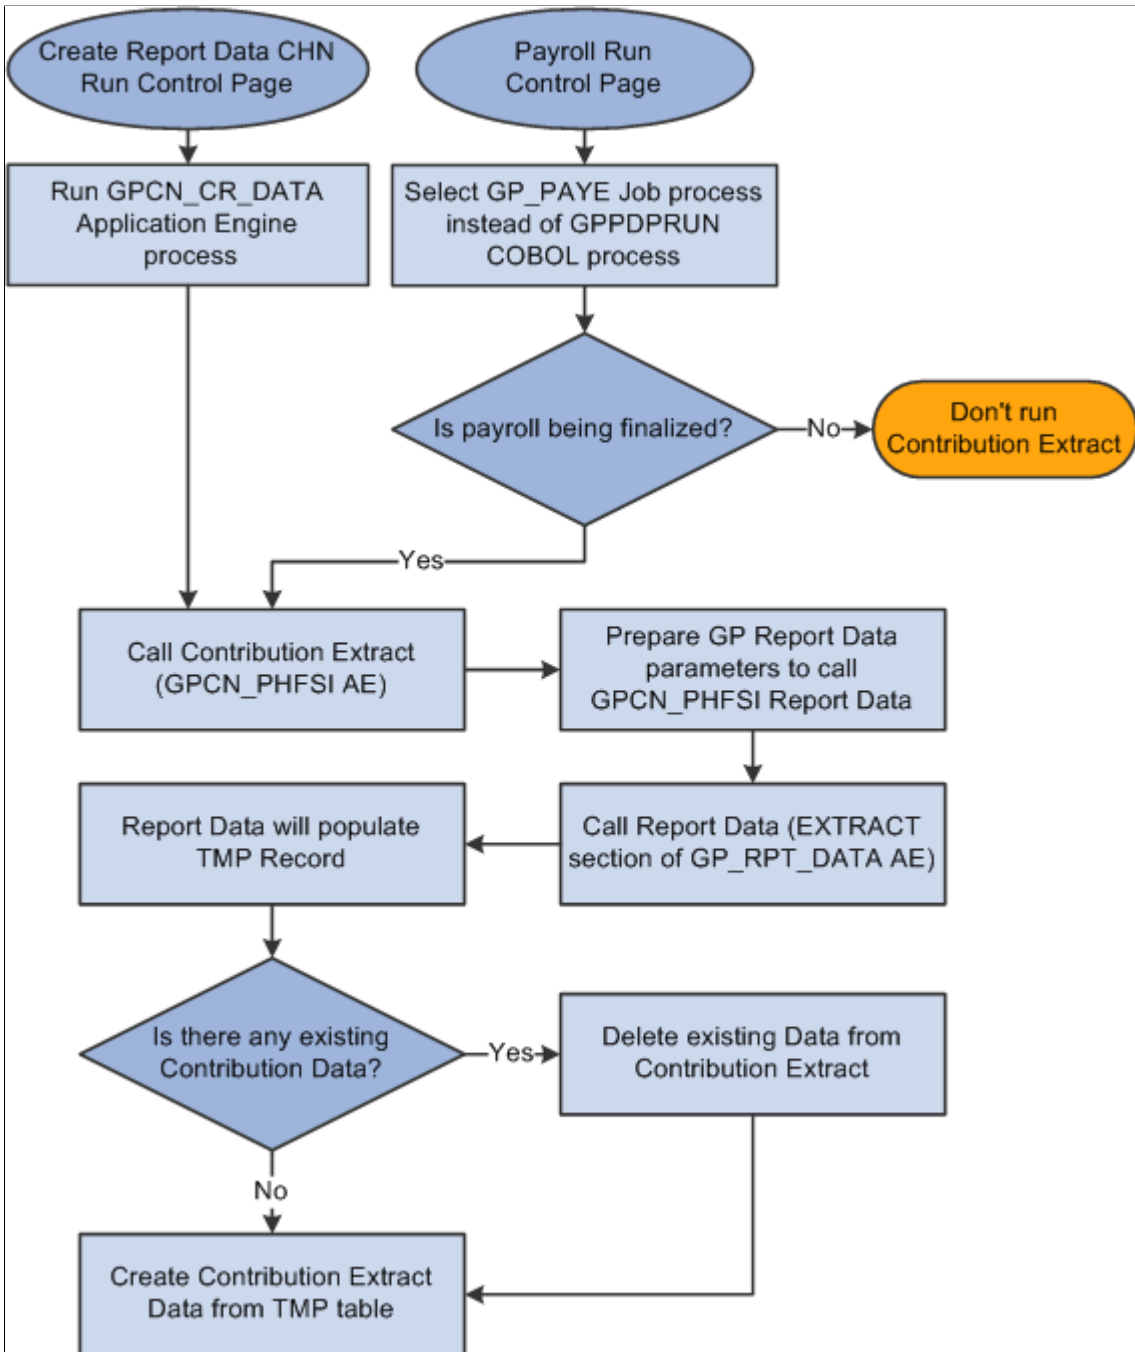 Create Report Data CHN
Run Control Page
Payroll Run
Control Page
Run GPCN_CR_DATA
Application Engine
process
Select GP_PAYE Job process
instead of GPPDPRUN
COBOL process
Is payroll being finalized?
No
Don't run
Contribution Extract
Yes
Call Contribution Extract
(GPCN_PHFSI AE)
Prepare GP Report Data
parameters to call
GPCN_PHFSI Report Data
Call Report Data (EXTRACT
section of GP_RPT_DATA AE)
Report Data will populate
TMP Record
Is there any existing
Contribution Data?
Yes
Delete existing Data from
Contribution Extract
No
Create Contribution Extract
Data from TMP table